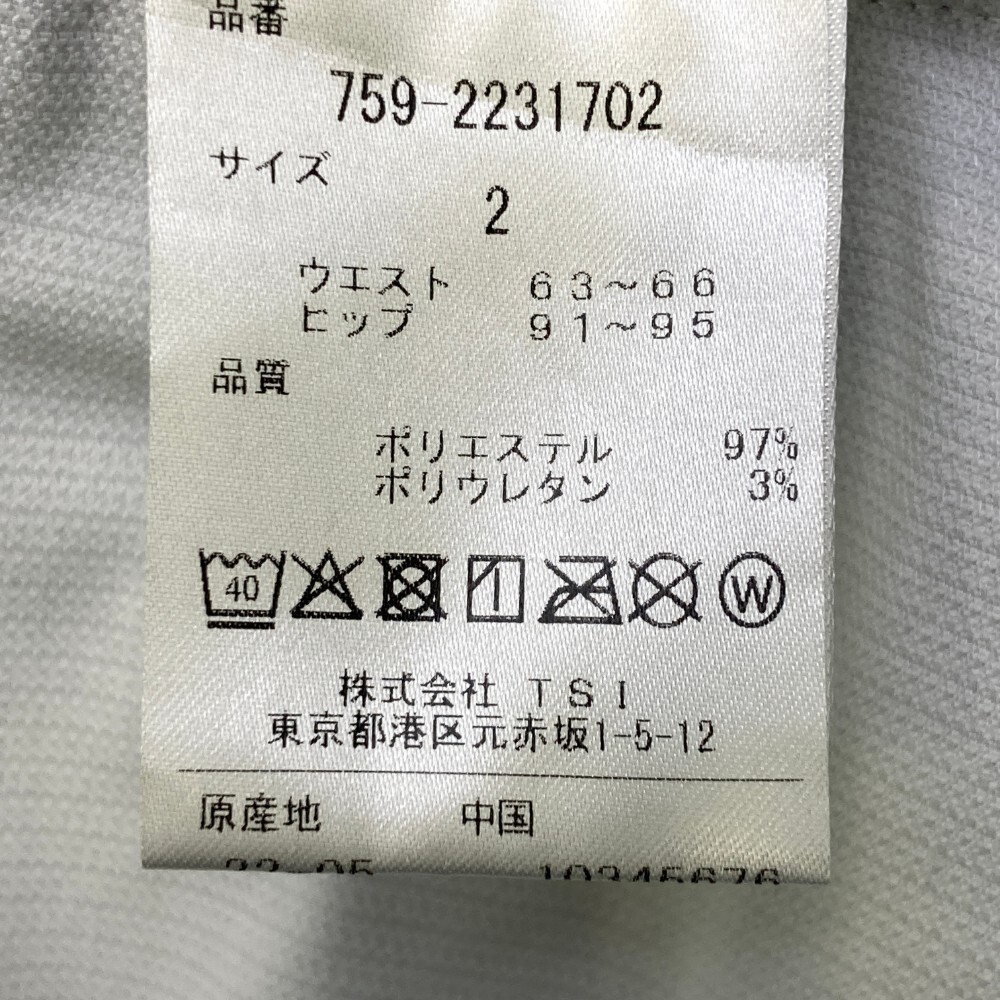 品番
759-2231702
サイズ
2
ウエスト 63～66
ヒップ 91～95
品質
ポリエステル 97%
ポリウレタン 3%
40 W
株式会社 TSI
東京都港区元赤坂1-5-12
原産地 中国